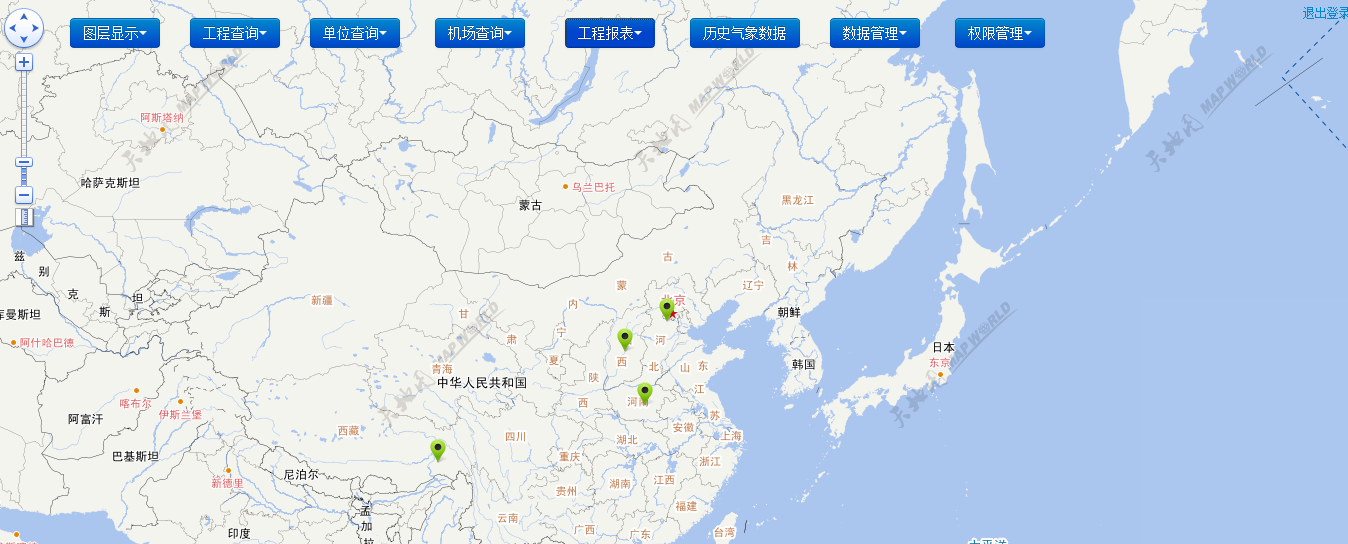 退出登录
图层显示
工程查询
单位查询
机场查询
工程报表
历史气象数据
数据管理
权限管理
天地图 MAP WORLD
天地图 MAP WORLD
天地图 MAP WORLD
阿斯塔纳
哈萨克斯坦
乌兰巴托
蒙古
黑龙江
吉
林
辽宁
兹
别
克
斯
坦
库曼斯坦
阿什哈巴德
新疆
内
蒙
古
北京
甘
肃
宁
夏
朝鲜
韩国
日本
东京
河
北
西
山
东
青海
中华人民共和国
陕
西
河南
江
苏
天地图 MAP WORLD
天地图 MAP WORLD
喀布尔
伊斯兰堡
阿富汗
西藏
四川
湖北
安徽
上海
重庆
浙江
巴基斯坦
新德里
尼泊尔
贵州
湖南
江西
福建
孟
加
拉
印度
云南
广西
广东
台湾
太平洋